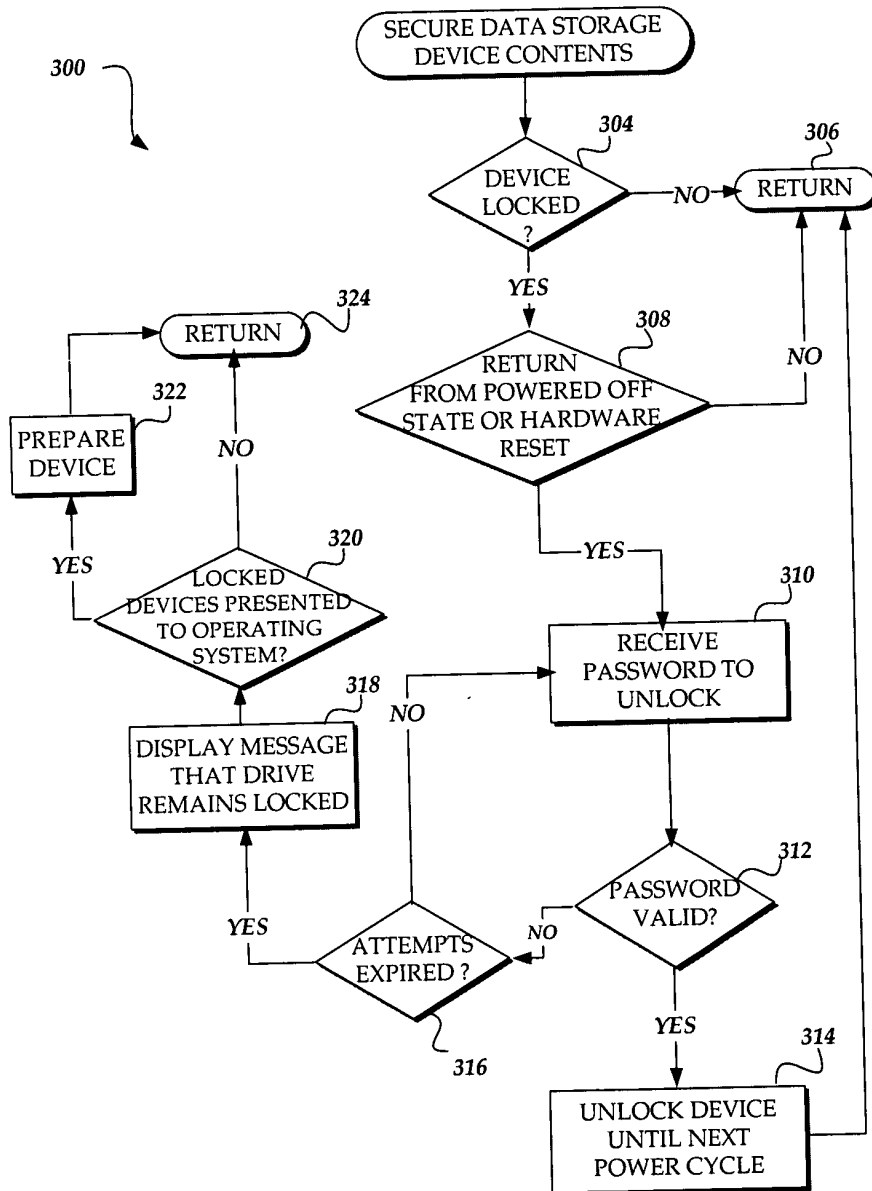 SECURE DATA STORAGE
DEVICE CONTENTS
300
304
306
DEVICE
LOCKED
?
NO
RETURN
YES
324
RETURN
308
RETURN
FROM POWERED OFF
STATE OR HARDWARE
RESET
NO
322
PREPARE
DEVICE
NO
YES
320
YES
LOCKED
DEVICES PRESENTED
TO OPERATING
SYSTEM?
310
RECEIVE
PASSWORD TO
UNLOCK
318
NO
DISPLAY MESSAGE
THAT DRIVE
REMAINS LOCKED
312
PASSWORD
VALID?
YES
NO
ATTEMPTS
EXPIRED ?
316
YES
314
UNLOCK DEVICE
UNTIL NEXT
POWER CYCLE